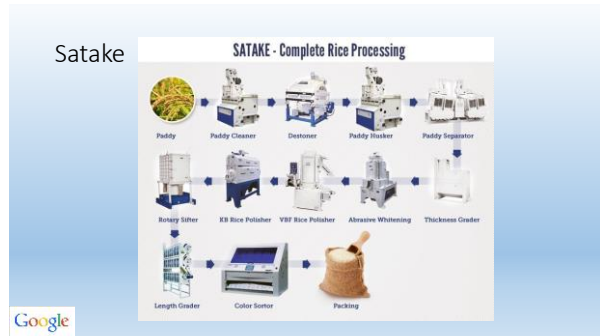 Satake
SATAKE - Complete Rice Processing
Paddy
Paddy Cleaner
Destoner
Paddy Husker
Paddy Separator
Rotary Sifter
KB Rice Polisher
VBF Rice Polisher
Abrasive Whitening
Thickness Grader
Length Grader
Color Sortor
Packing
Google